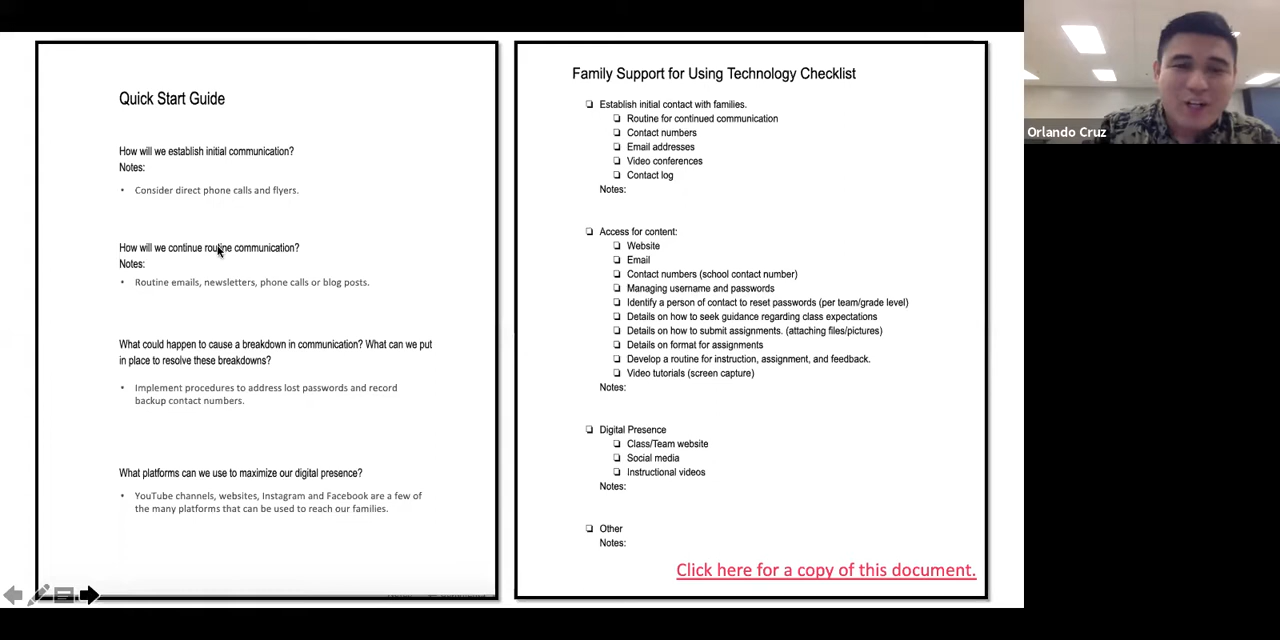 Quick Start Guide
How will we establish initial communication?
Notes:
• Consider direct phone calls and flyers.
How will we continue routine communication?
Notes:
• Routine emails, newsletters, phone calls or blog posts.
What could happen to cause a breakdown in communication? What can we put
in place to resolve these breakdowns?
• Implement procedures to address lost passwords and record
backup contact numbers.
What platforms can we use to maximize our digital presence?
• YouTube channels, websites, Instagram and Facebook are a few of
the many platforms that can be used to reach our families.
Family Support for Using Technology Checklist
❏ Establish initial contact with families.
❏ Routine for continued communication
❏ Contact numbers
❏ Email addresses
❏ Video conferences
❏ Contact log
Notes:
❏ Access for content:
❏ Website
❏ Email
❏ Contact numbers (school contact number)
❏ Managing username and passwords
❏ Identify a person of contact to reset passwords (per team/grade level)
❏ Details on how to seek guidance regarding class expectations
❏ Details on how to submit assignments. (attaching files/pictures)
❏ Details on format for assignments
❏ Develop a routine for instruction, assignment, and feedback.
❏ Video tutorials (screen capture)
Notes:
❏ Digital Presence
❏ Class/Team website
❏ Social media
❏ Instructional videos
Notes:
❏ Other
Notes:
Click here for a copy of this document.
Orlando Cruz